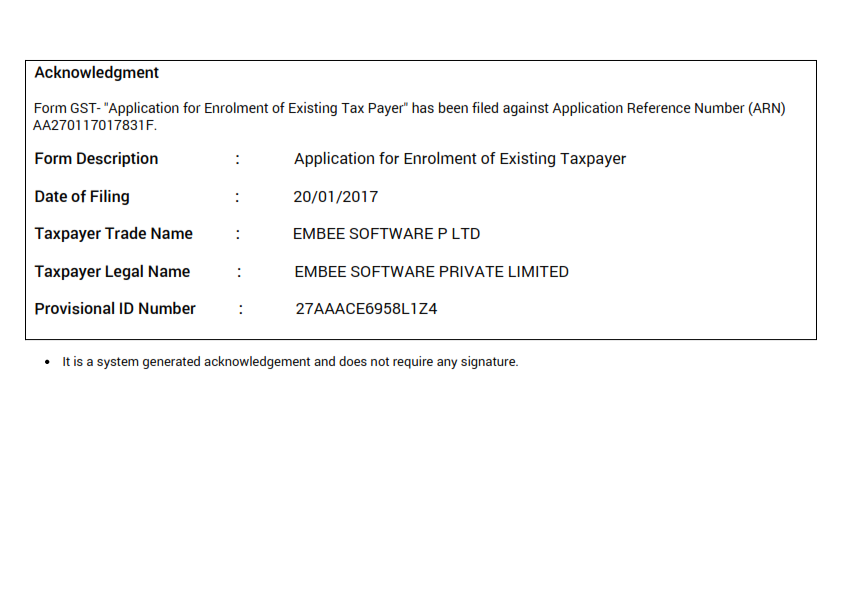 Acknowledgment
Form GST- "Application for Enrolment of Existing Tax Payer" has been filed against Application Reference Number (ARN)
AA270117017831F.
Form Description : Application for Enrolment of Existing Taxpayer
Date of Filing : 20/01/2017
Taxpayer Trade Name : EMBEE SOFTWARE P LTD
Taxpayer Legal Name : EMBEE SOFTWARE PRIVATE LIMITED
Provisional ID Number : 27AAACE6958L1Z4
• It is a system generated acknowledgement and does not require any signature.